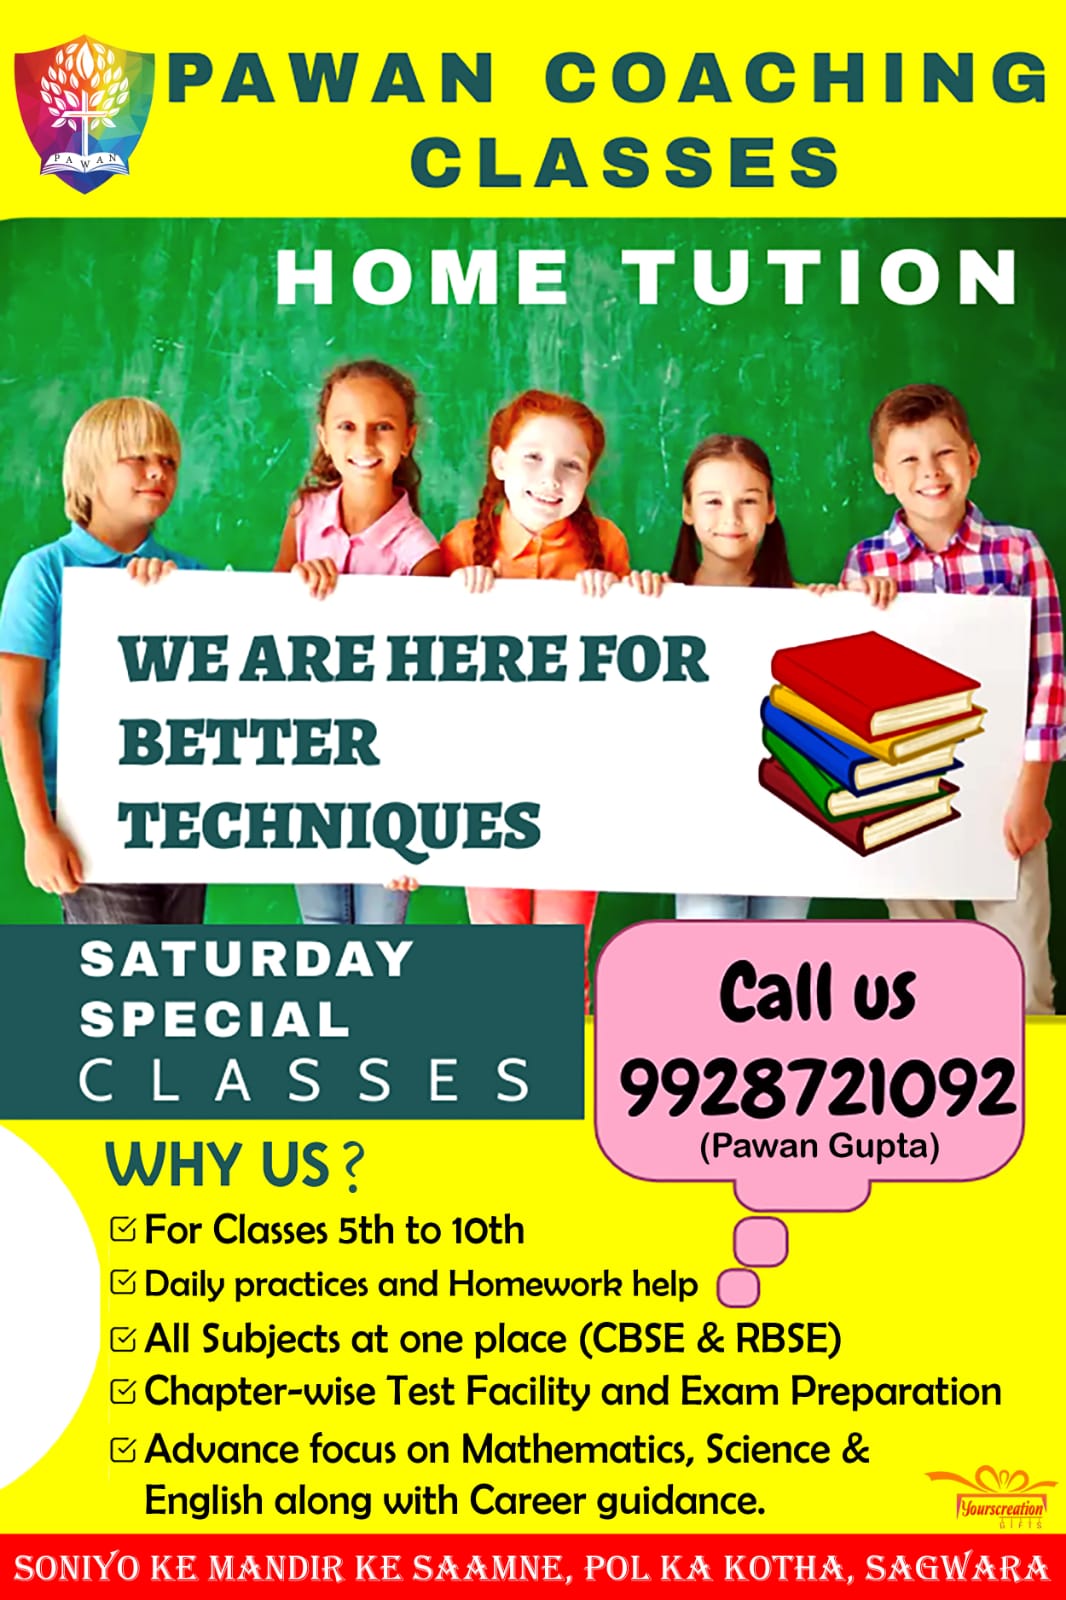 PAWAN
PAWAN COACHING
CLASSES
HOME TUTION
WE ARE HERE FOR
BETTER
TECHNIQUES
SATURDAY
SPECIAL
CLASSES
Call us
9928721092
(Pawan Gupta)
WHY US?
For Classes 5th to 10th
Daily practices and Homework help
All Subjects at one place (CBSE & RBSE)
Chapter-wise Test Facility and Exam Preparation
Advance focus on Mathematics, Science &
English along with Career guidance.
Yourscreation
GIFTS
SONIYO KE MANDIR KE SAAMNE, POL KA KOTHA, SAGWARA